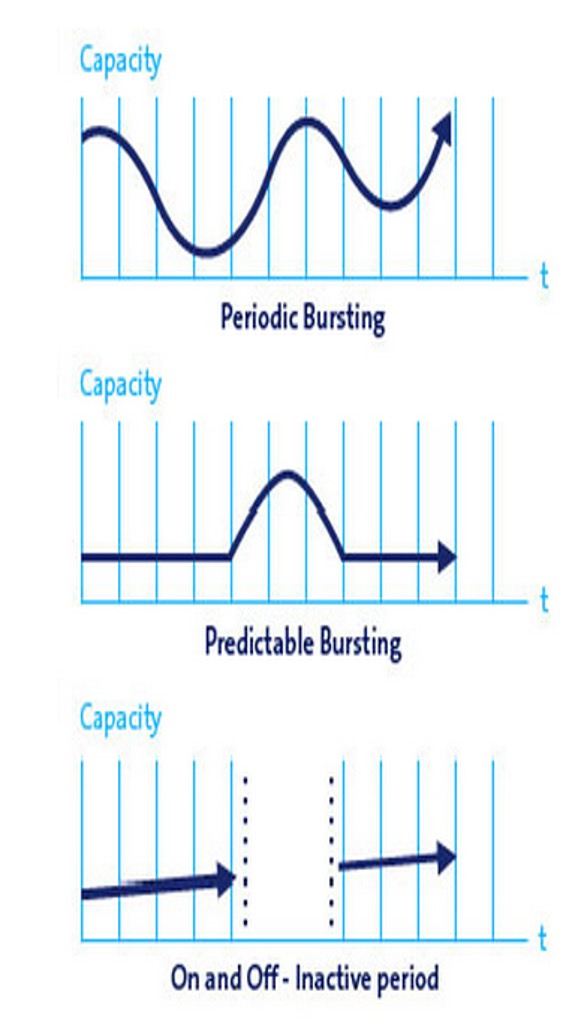 Capacity
t
Periodic Bursting
Capacity
t
Predictable Bursting
Capacity
t
On and Off - Inactive period